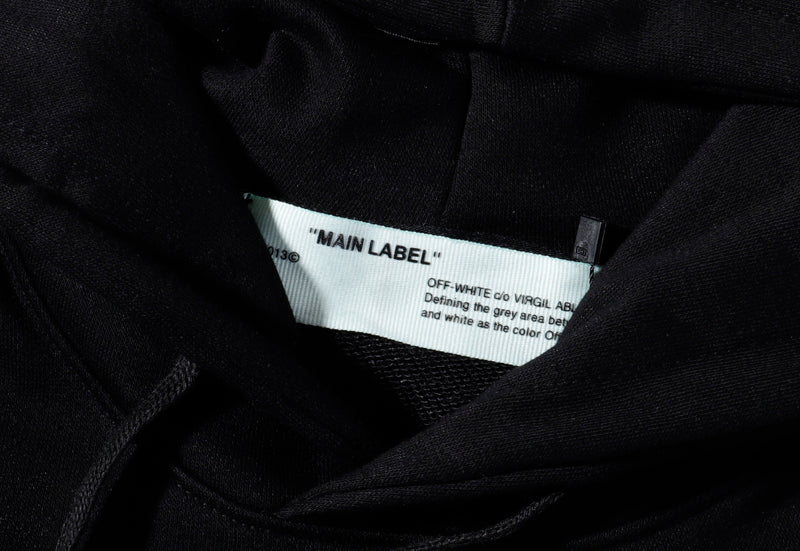 "MAIN LABEL"
013©
OFF-WHITE c/o VIRGIL ABL
Defining the grey area bet
and white as the color Of